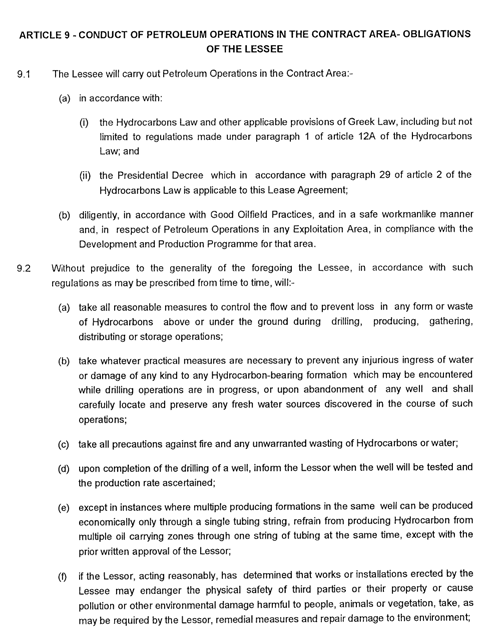 ARTICLE 9 - CONDUCT OF PETROLEUM OPERATIONS IN THE CONTRACT AREA- OBLIGATIONS
OF THE LESSEE
9.1 The Lessee will carry out Petroleum Operations in the Contract Area:-
(a) in accordance with:
(i) the Hydrocarbons Law and other applicable provisions of Greek Law, including but not
limited to regulations made under paragraph 1 of article 12A of the Hydrocarbons
Law; and
(ii) the Presidential Decree which in accordance with paragraph 29 of article 2 of the
Hydrocarbons Law is applicable to this Lease Agreement;
(b) diligently, in accordance with Good Oilfield Practices, and in a safe workmanlike manner
and, in respect of Petroleum Operations in any Exploitation Area, in compliance with the
Development and Production Programme for that area.
9.2 Without prejudice to the generality of the foregoing the Lessee, in accordance with such
regulations as may be prescribed from time to time, will:-
(a) take all reasonable measures to control the flow and to prevent loss in any form or waste
of Hydrocarbons above or under the ground during drilling, producing, gathering,
distributing or storage operations;
(b) take whatever practical measures are necessary to prevent any injurious ingress of water
or damage of any kind to any Hydrocarbon-bearing formation which may be encountered
while drilling operations are in progress, or upon abandonment of any well and shall
carefully locate and preserve any fresh water sources discovered in the course of such
operations;
(c) take all precautions against fire and any unwarranted wasting of Hydrocarbons or water;
(d) upon completion of the drilling of a well, inform the Lessor when the well will be tested and
the production rate ascertained;
(e) except in instances where multiple producing formations in the same well can be produced
economically only through a single tubing string, refrain from producing Hydrocarbon from
multiple oil carrying zones through one string of tubing at the same time, except with the
prior written approval of the Lessor;
(f) if the Lessor, acting reasonably, has determined that works or installations erected by the
Lessee may endanger the physical safety of third parties or their property or cause
pollution or other environmental damage harmful to people, animals or vegetation, take, as
may be required by the Lessor, remedial measures and repair damage to the environment;